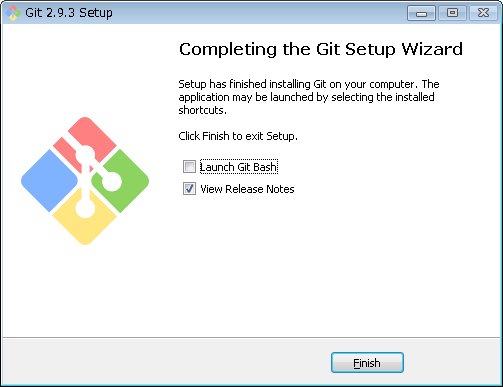 Git 2.9.3 Setup
Completing the Git Setup Wizard
Setup has finished installing Git on your computer. The
application may be launched by selecting the installed
shortcuts.
Click Finish to exit Setup.
Launch Git Bash
View Release Notes
Finish